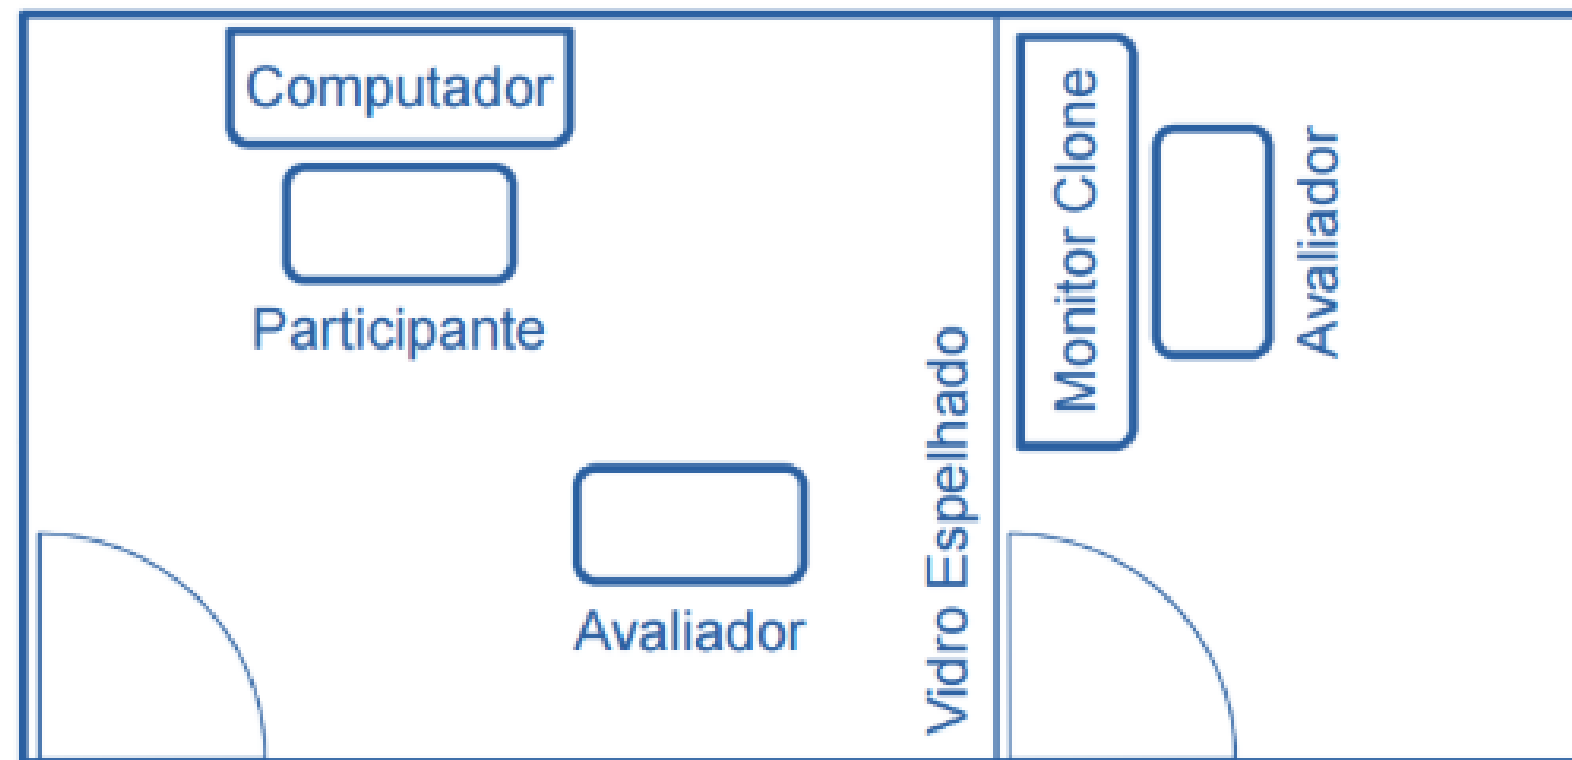 Computador
Participante
Avaliador
Vidro Espelhado
Monitor Clone
Avaliador